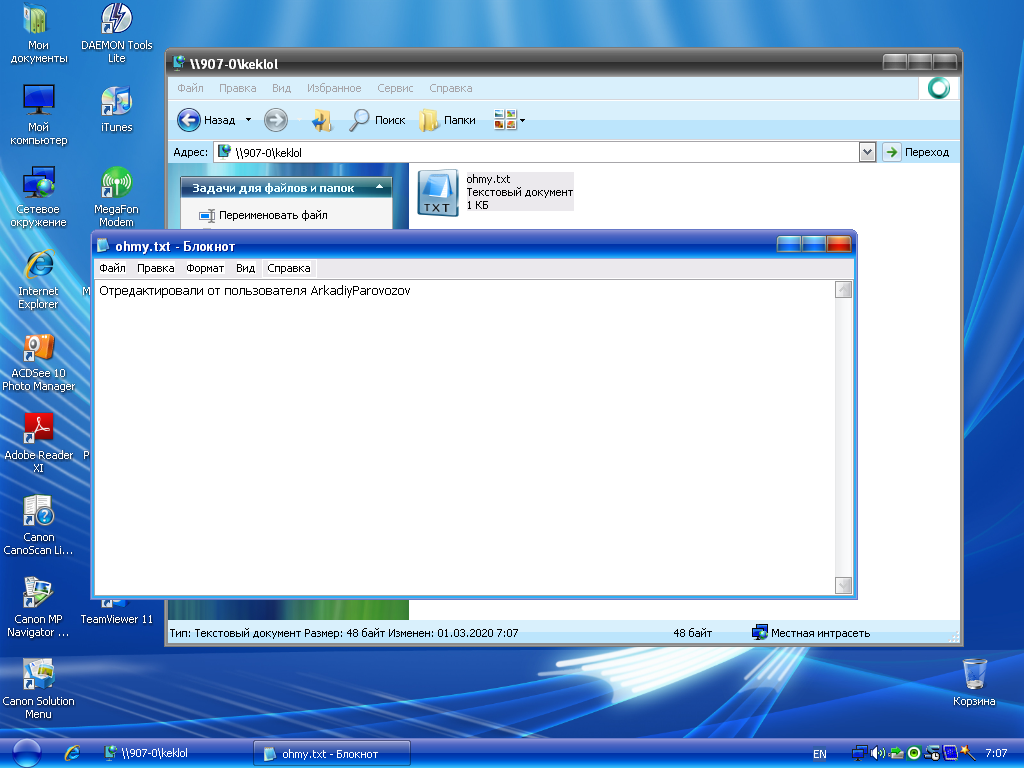 Мои документы
DAEMON Tools Lite
Мой компьютер
iTunes
Сетевое окружение
MegaFon Modem
Internet Explorer
M
ACDSee 10 Photo Manager
Adobe Reader XI
P
Canon CanoScan Li...
Canon MP Navigator ...
TeamViewer 11
Canon Solution Menu
Корзина
\\907-0\keklol
Файл Правка Вид Избранное Сервис Справка
Назад Поиск Папки
Адрес: \\907-0\keklol Переход
Задачи для файлов и папок
Переименовать файл
ohmy.txt
Текстовый документ
1 КБ
TXT
ohmy.txt - Блокнот
Файл Правка Формат Вид Справка
Отредактировали от пользователя ArkadiyParovozov
Тип: Текстовый документ Размер: 48 байт Изменен: 01.03.2020 7:07 48 байт Местная интрасеть
\\907-0\keklol ohmy.txt - Блокнот EN 7:07